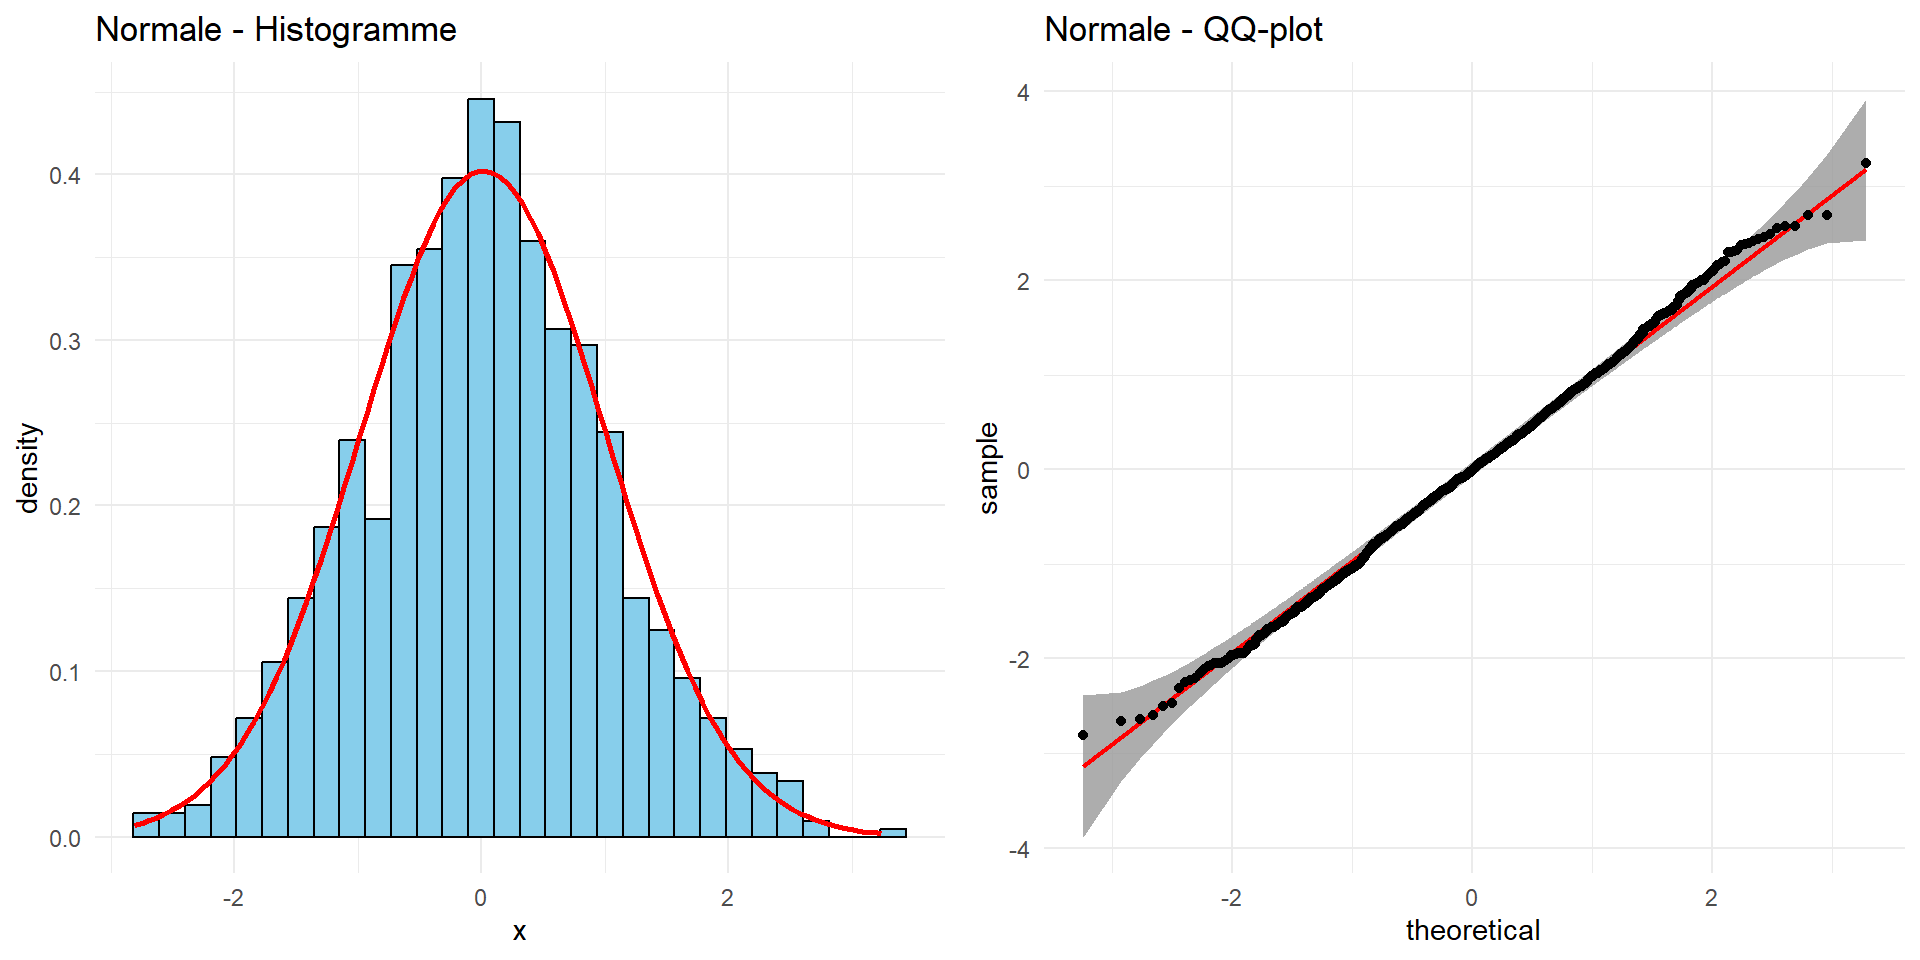 Normale - Histogramme
density
0.4
0.3
0.2
0.1
0.0
-2 0 2
x
Normale - QQ-plot
sample
4
2
0
-2
-4
-2 0 2
theoretical